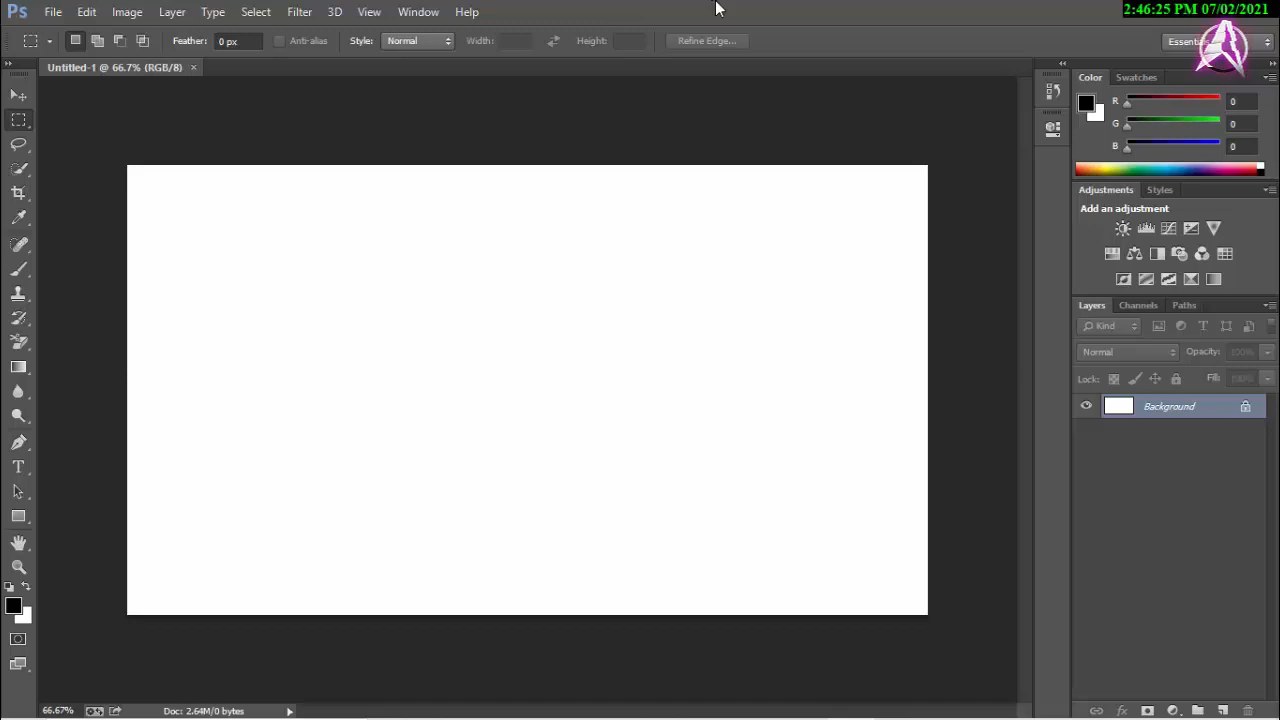 Ps File Edit Image Layer Type Select Filter 3D View Window Help
2:46:25 PM 07/02/2021
Feather: 0 px Anti-alias Style: Normal Width: Height: Refine Edge...
Untitled-1 @ 66.7% (RGB/8) ×
Color Swatches
R 0
G 0
B 0
Adjustments Styles
Add an adjustment
Layers Channels Paths
Kind
Normal Opacity: 100%
Lock: Fill: 100%
Background
T
66.67% Doc: 2.64M/0 bytes
fx